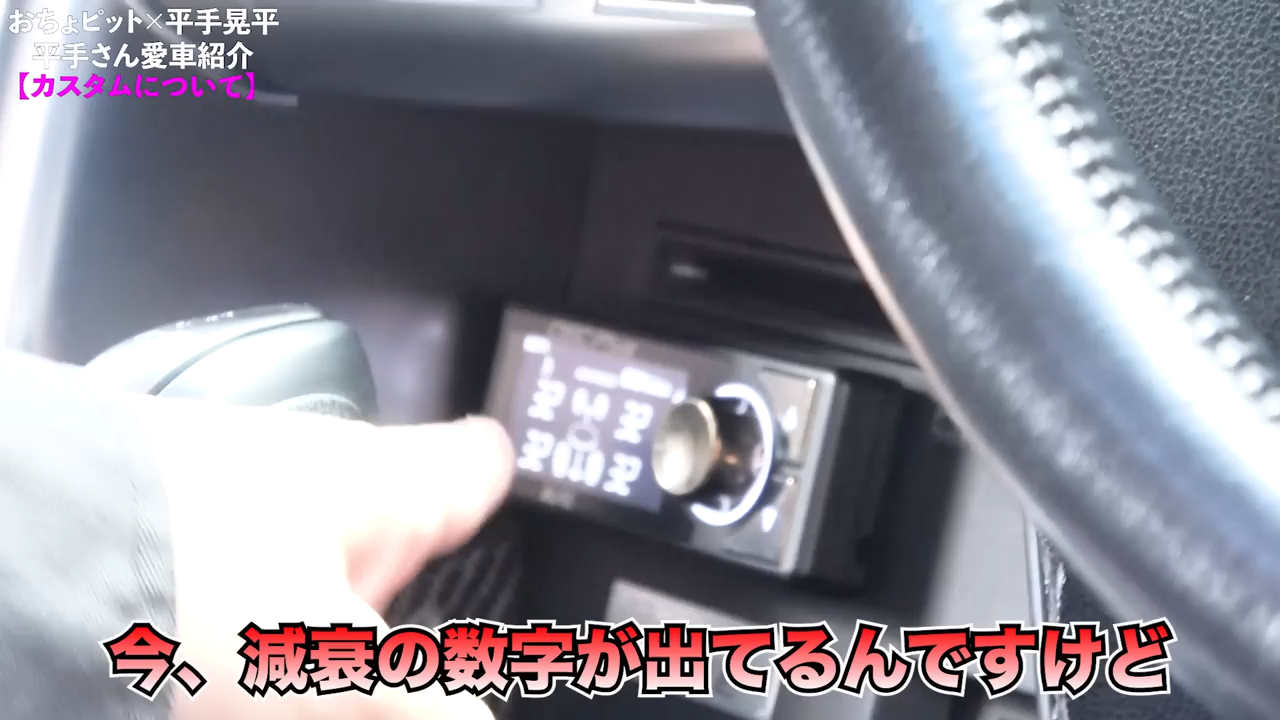 おちょピット×平手晃平
平手さん愛車紹介
【カスタムについて】
今、減衰の数字が出てるんですけど